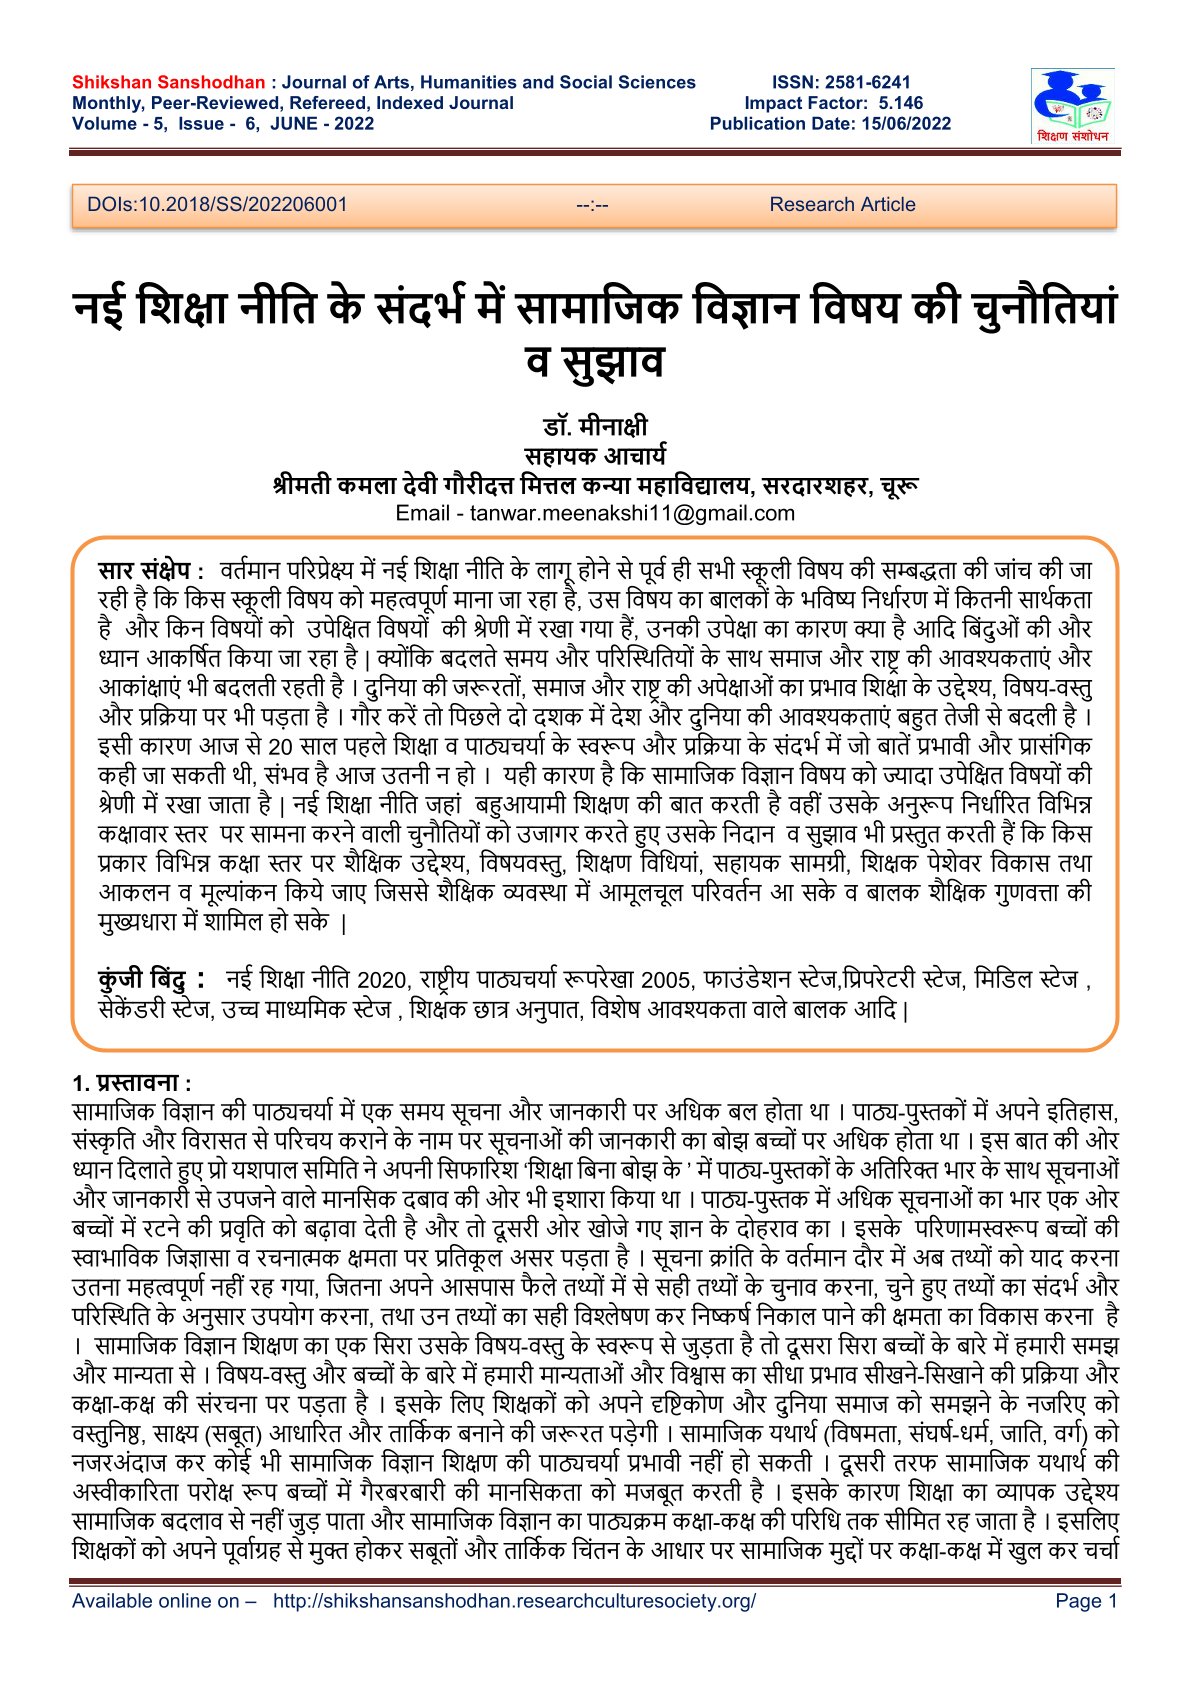 Shikshan Sanshodhan : Journal of Arts, Humanities and Social Sciences ISSN: 2581-6241
Monthly, Peer-Reviewed, Refereed, Indexed Journal Impact Factor: 5.146
Volume - 5, Issue - 6, JUNE - 2022 Publication Date: 15/06/2022
शिक्षण संशोधन
DOIs:10.2018/SS/202206001 --:-- Research Article
नई शिक्षा नीति के संदर्भ में सामाजिक विज्ञान विषय की चुनौतियां
व सुझाव
डॉ. मीनाक्षी
सहायक आचार्य
श्रीमती कमला देवी गौरीदत्त मित्तल कन्या महाविद्यालय, सरदारशहर, चूरू
Email - tanwar.meenakshi11@gmail.com
सार संक्षेप : वर्तमान परिप्रेक्ष्य में नई शिक्षा नीति के लागू होने से पूर्व ही सभी स्कूली विषय की सम्बद्धता की जांच की जा
रही है कि किस स्कूली विषय को महत्वपूर्ण माना जा रहा है, उस विषय का बालकों के भविष्य निर्धारण में कितनी सार्थकता
है और किन विषयों को उपेक्षित विषयों की श्रेणी में रखा गया हैं, उनकी उपेक्षा का कारण क्या है आदि बिंदुओं की और
ध्यान आकर्षित किया जा रहा है | क्योंकि बदलते समय और परिस्थितियों के साथ समाज और राष्ट्र की आवश्यकताएं और
आकांक्षाएं भी बदलती रहती है । दुनिया की जरूरतों, समाज और राष्ट्र की अपेक्षाओं का प्रभाव शिक्षा के उद्देश्य, विषय-वस्तु
और प्रक्रिया पर भी पड़ता है । गौर करें तो पिछले दो दशक में देश और दुनिया की आवश्यकताएं बहुत तेजी से बदली है ।
इसी कारण आज से 20 साल पहले शिक्षा व पाठ्यचर्या के स्वरूप और प्रक्रिया के संदर्भ में जो बातें प्रभावी और प्रासंगिक
कही जा सकती थी, संभव है आज उतनी न हो । यही कारण है कि सामाजिक विज्ञान विषय को ज्यादा उपेक्षित विषयों की
श्रेणी में रखा जाता है | नई शिक्षा नीति जहां बहुआयामी शिक्षण की बात करती है वहीं उसके अनुरूप निर्धारित विभिन्न
कक्षावार स्तर पर सामना करने वाली चुनौतियों को उजागर करते हुए उसके निदान व सुझाव भी प्रस्तुत करती हैं कि किस
प्रकार विभिन्न कक्षा स्तर पर शैक्षिक उद्देश्य, विषयवस्तु, शिक्षण विधियां, सहायक सामग्री, शिक्षक पेशेवर विकास तथा
आकलन व मूल्यांकन किये जाए जिससे शैक्षिक व्यवस्था में आमूलचूल परिवर्तन आ सके व बालक शैक्षिक गुणवत्ता की
मुख्यधारा में शामिल हो सके |
कुंजी बिंदु : नई शिक्षा नीति 2020, राष्ट्रीय पाठ्यचर्या रूपरेखा 2005, फाउंडेशन स्टेज,प्रिपरेटरी स्टेज, मिडिल स्टेज ,
सेकेंडरी स्टेज, उच्च माध्यमिक स्टेज , शिक्षक छात्र अनुपात, विशेष आवश्यकता वाले बालक आदि |
1. प्रस्तावना :
सामाजिक विज्ञान की पाठ्यचर्या में एक समय सूचना और जानकारी पर अधिक बल होता था । पाठ्य-पुस्तकों में अपने इतिहास,
संस्कृति और विरासत से परिचय कराने के नाम पर सूचनाओं की जानकारी का बोझ बच्चों पर अधिक होता था । इस बात की ओर
ध्यान दिलाते हुए प्रो यशपाल समिति ने अपनी सिफारिश ‘शिक्षा बिना बोझ के ’ में पाठ्य-पुस्तकों के अतिरिक्त भार के साथ सूचनाओं
और जानकारी से उपजने वाले मानसिक दबाव की ओर भी इशारा किया था । पाठ्य-पुस्तक में अधिक सूचनाओं का भार एक ओर
बच्चों में रटने की प्रवृति को बढ़ावा देती है और तो दूसरी ओर खोजे गए ज्ञान के दोहराव का । इसके परिणामस्वरूप बच्चों की
स्वाभाविक जिज्ञासा व रचनात्मक क्षमता पर प्रतिकूल असर पड़ता है । सूचना क्रांति के वर्तमान दौर में अब तथ्यों को याद करना
उतना महत्वपूर्ण नहीं रह गया, जितना अपने आसपास फैले तथ्यों में से सही तथ्यों के चुनाव करना, चुने हुए तथ्यों का संदर्भ और
परिस्थिति के अनुसार उपयोग करना, तथा उन तथ्यों का सही विश्लेषण कर निष्कर्ष निकाल पाने की क्षमता का विकास करना है
। सामाजिक विज्ञान शिक्षण का एक सिरा उसके विषय-वस्तु के स्वरूप से जुड़ता है तो दूसरा सिरा बच्चों के बारे में हमारी समझ
और मान्यता से । विषय-वस्तु और बच्चों के बारे में हमारी मान्यताओं और विश्वास का सीधा प्रभाव सीखने-सिखाने की प्रक्रिया और
कक्षा-कक्ष की संरचना पर पड़ता है । इसके लिए शिक्षकों को अपने दृष्टिकोण और दुनिया समाज को समझने के नजरिए को
वस्तुनिष्ठ, साक्ष्य (सबूत) आधारित और तार्किक बनाने की जरूरत पड़ेगी । सामाजिक यथार्थ (विषमता, संघर्ष-धर्म, जाति, वर्ग) को
नजरअंदाज कर कोई भी सामाजिक विज्ञान शिक्षण की पाठ्यचर्या प्रभावी नहीं हो सकती । दूसरी तरफ सामाजिक यथार्थ की
अस्वीकारिता परोक्ष रूप बच्चों में गैरबरबारी की मानसिकता को मजबूत करती है । इसके कारण शिक्षा का व्यापक उद्देश्य
सामाजिक बदलाव से नहीं जुड़ पाता और सामाजिक विज्ञान का पाठ्यक्रम कक्षा-कक्ष की परिधि तक सीमित रह जाता है । इसलिए
शिक्षकों को अपने पूर्वाग्रह से मुक्त होकर सबूतों और तार्किक चिंतन के आधार पर सामाजिक मुद्दों पर कक्षा-कक्ष में खुल कर चर्चा
Available online on – http://shikshansanshodhan.researchculturesociety.org/ Page 1